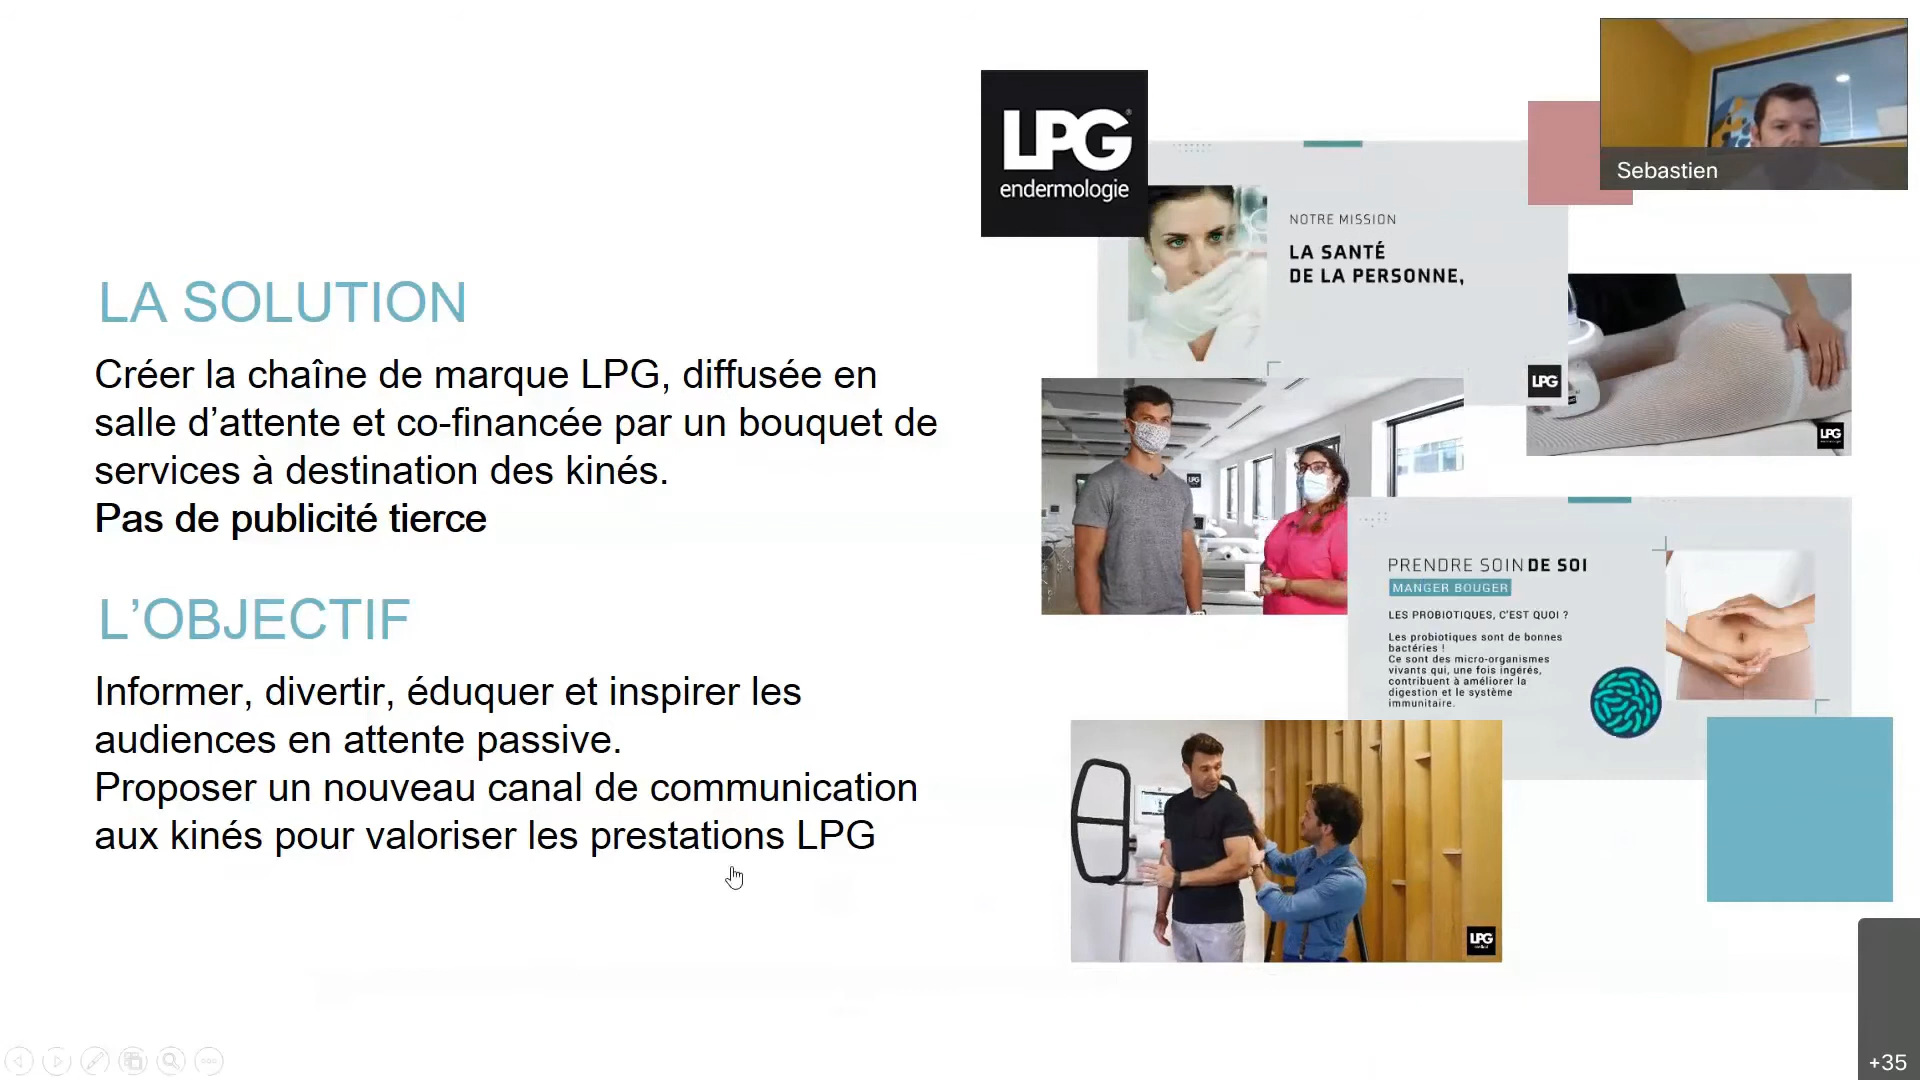 LA SOLUTION
Créer la chaîne de marque LPG, diffusée en
salle d’attente et co-financée par un bouquet de
services à destination des kinés.
Pas de publicité tierce
L’OBJECTIF
Informer, divertir, éduquer et inspirer les
audiences en attente passive.
Proposer un nouveau canal de communication
aux kinés pour valoriser les prestations LPG
LPG®
endermologie
NOTRE MISSION
LA SANTÉ
DE LA PERSONNE,
LPG
LPG
LPG
PRENDRE SOIN DE SOI
MANGER BOUGER
LES PROBIOTIQUES, C’EST QUOI ?
Les probiotiques sont de bonnes
bactéries !
Ce sont des micro-organismes
vivants qui, une fois ingérés,
contribuent à améliorer la
digestion et le système
immunitaire.
LPG
Sebastien
+35